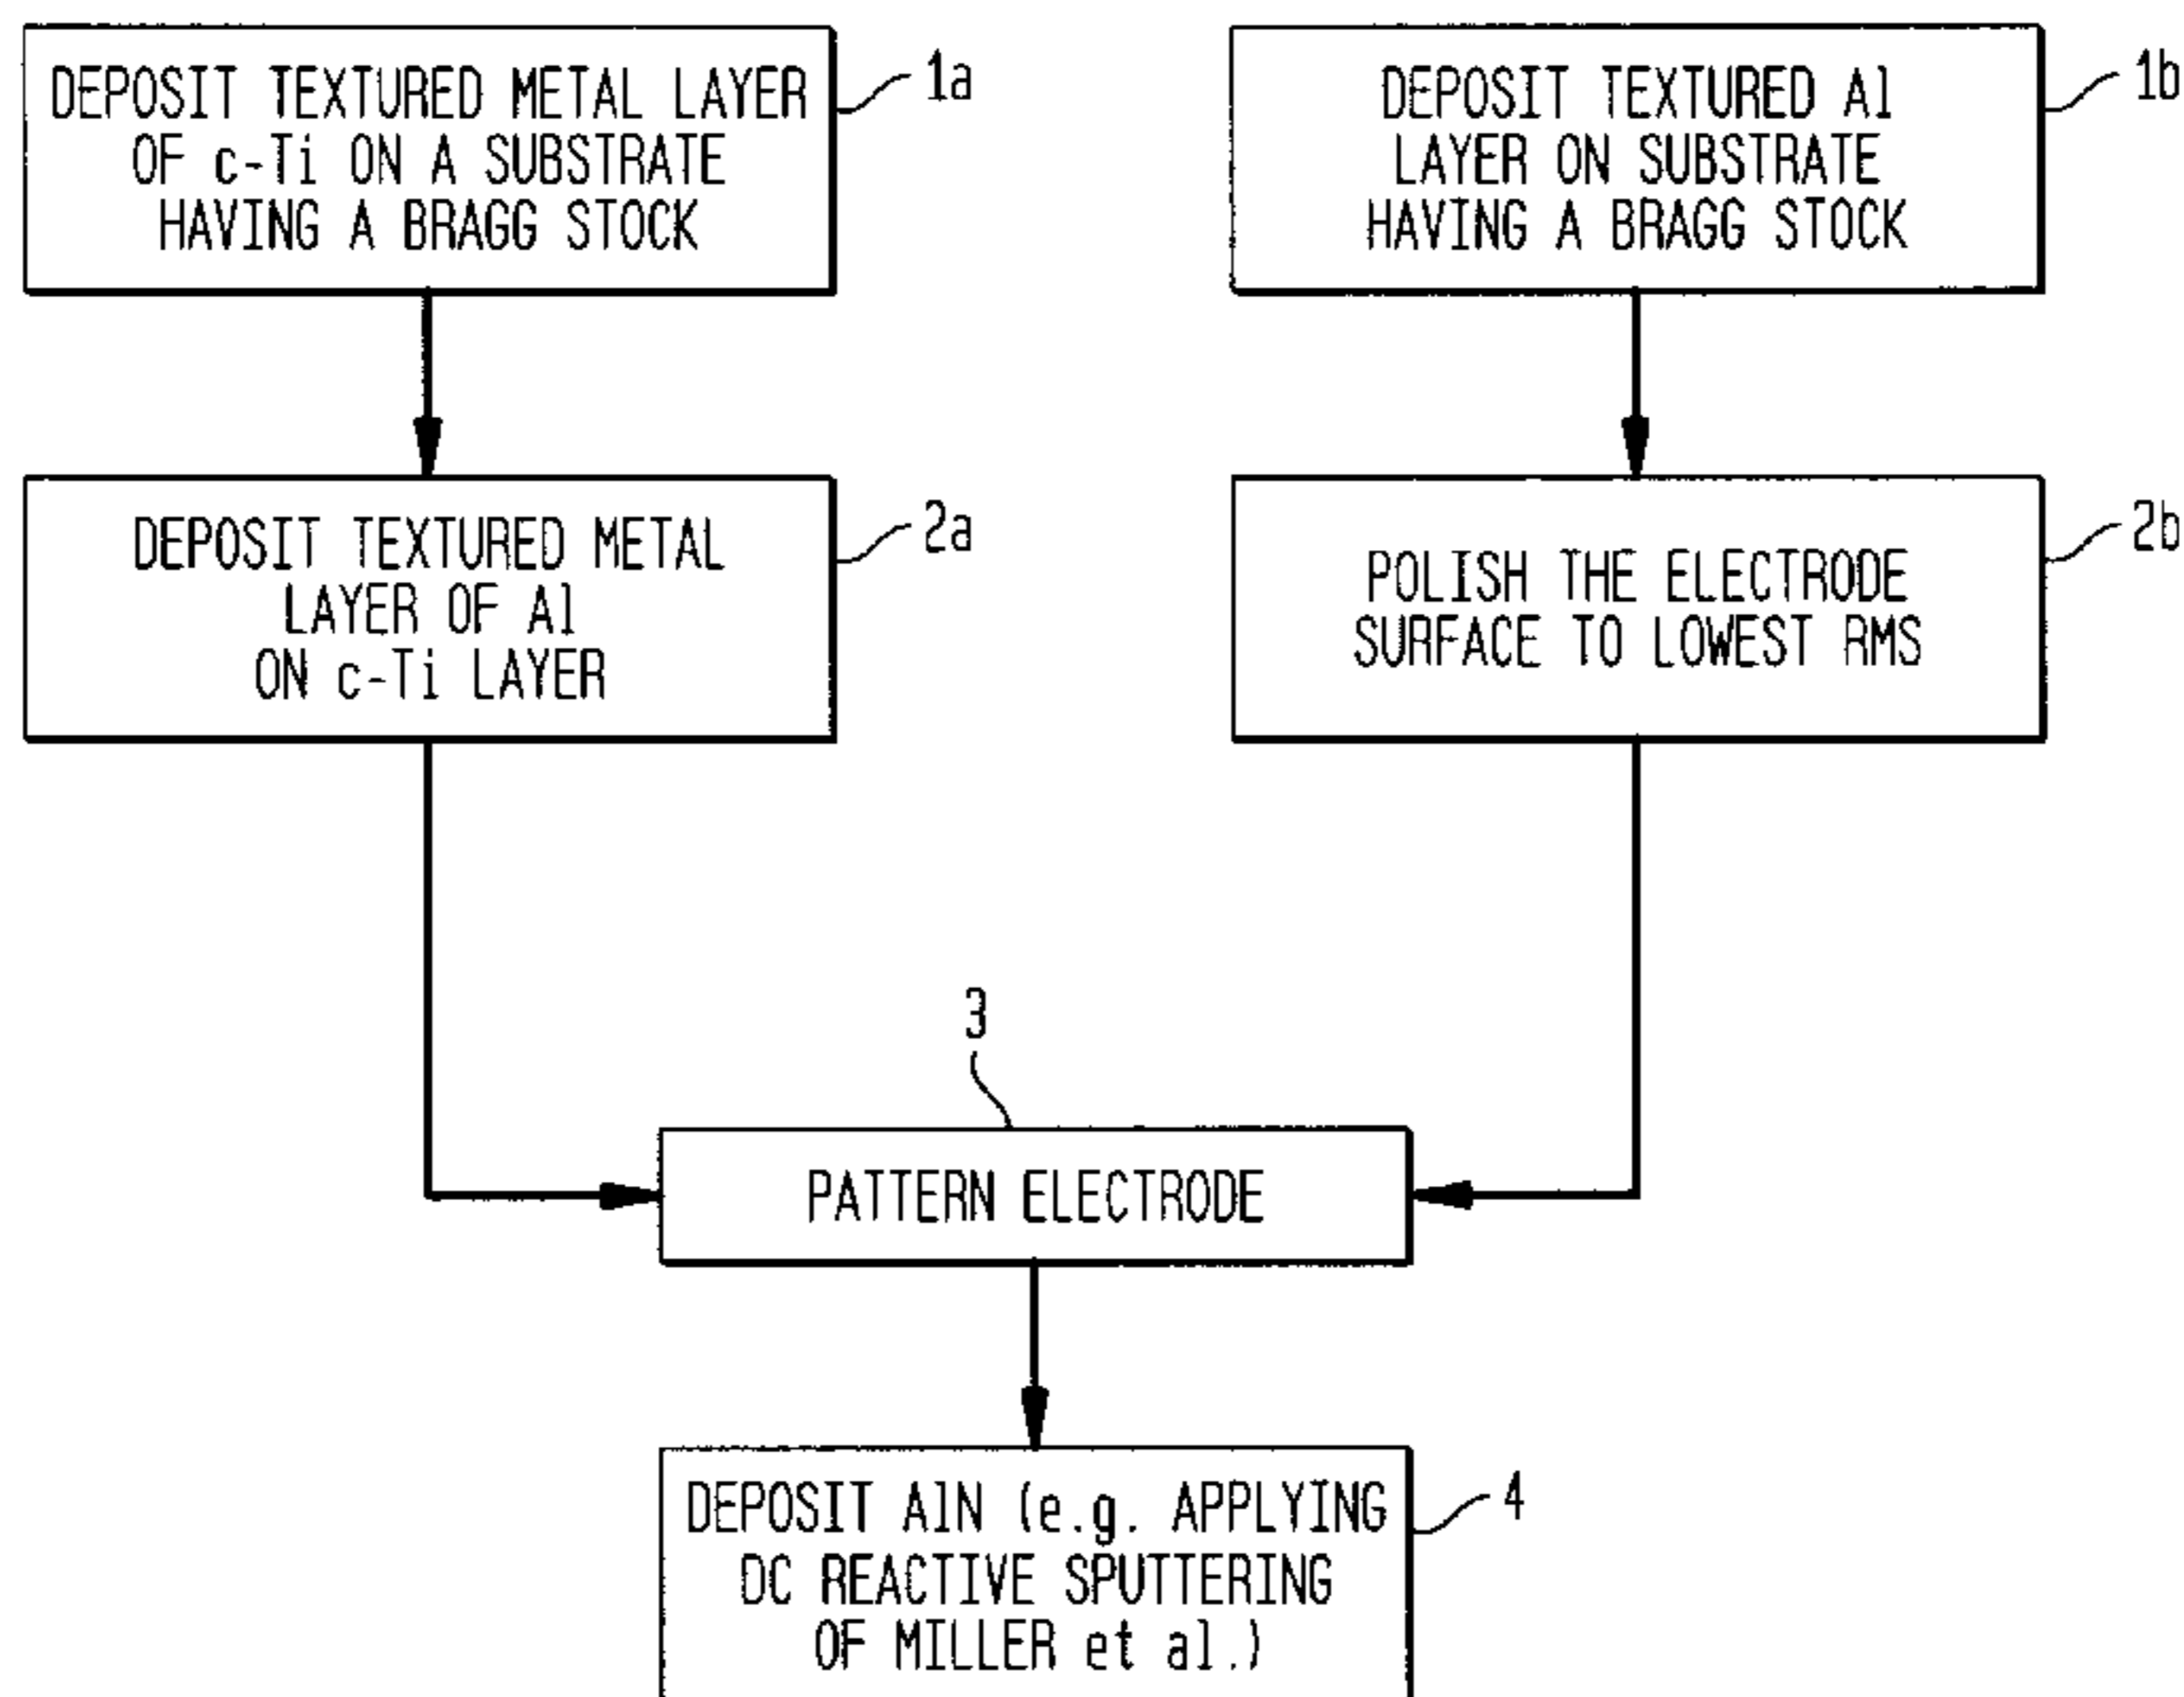 DEPOSIT TEXTURED METAL LAYER
OF c-Ti ON A SUBSTRATE
HAVING A BRAGG STOCK
1a
DEPOSIT TEXTURED Al
LAYER ON SUBSTRATE
HAVING A BRAGG STOCK
1b
DEPOSIT TEXTURED METAL
LAYER OF Al
ON c-Ti LAYER
2a
POLISH THE ELECTRODE
SURFACE TO LOWEST RMS
2b
3
PATTERN ELECTRODE
DEPOSIT AlN (e.g. APPLYING
DC REACTIVE SPUTTERING
OF MILLER et al.)
4